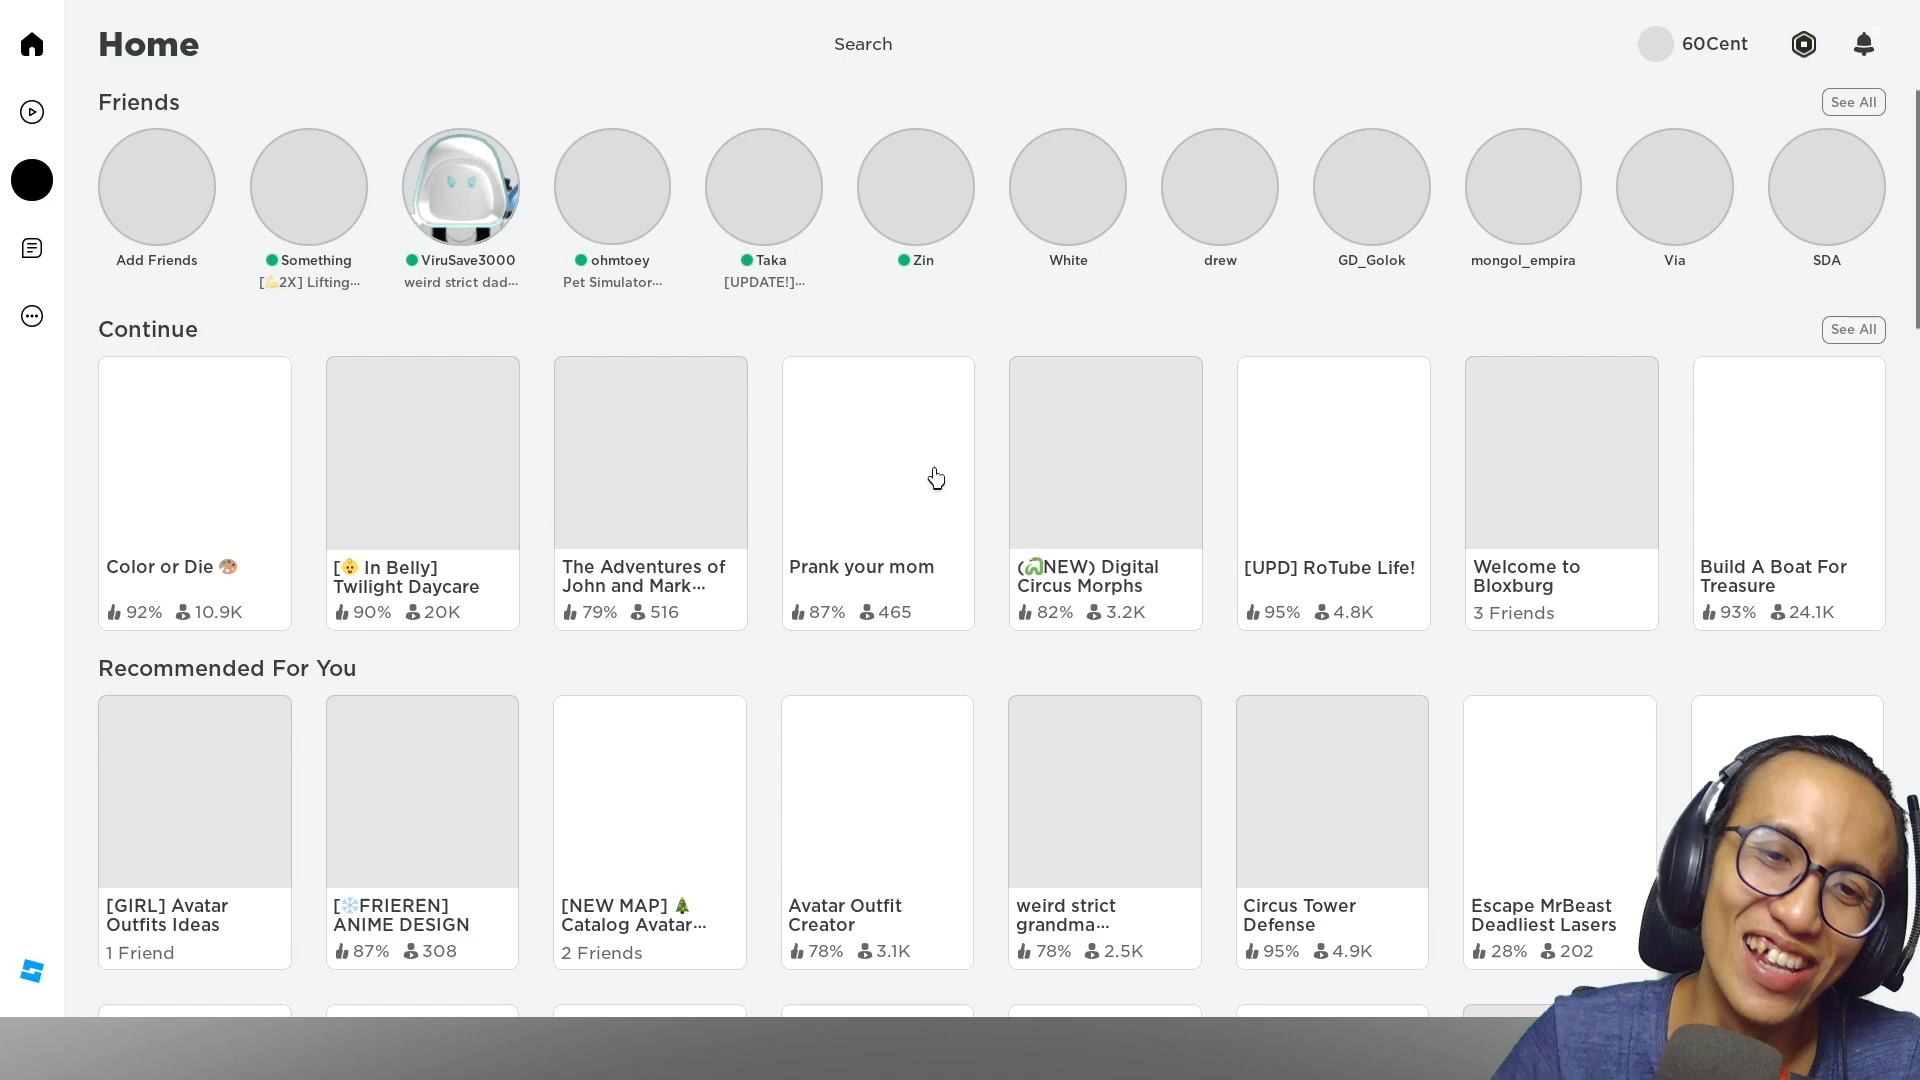 Home
Search
60Cent
Friends
See All
Add Friends
Something
ViruSave3000
ohmtoey
Taka
Zin
White
drew
GD_Golok
mongol_empira
Via
SDA
[💪2X] Lifting...
weird strict dad...
Pet Simulator...
[UPDATE!]...
Continue
See All
Color or Die 🎨
92% 10.9K
[👶 In Belly]
Twilight Daycare
90% 20K
The Adventures of
John and Mark...
79% 516
Prank your mom
87% 465
(🐍NEW) Digital
Circus Morphs
82% 3.2K
[UPD] RoTube Life!
95% 4.8K
Welcome to
Bloxburg
3 Friends
Build A Boat For
Treasure
93% 24.1K
Recommended For You
[GIRL] Avatar
Outfits Ideas
1 Friend
[❄️FRIEREN]
ANIME DESIGN
87% 308
[NEW MAP] 🎄
Catalog Avatar...
2 Friends
Avatar Outfit
Creator
78% 3.1K
weird strict
grandma...
78% 2.5K
Circus Tower
Defense
95% 4.9K
Escape MrBeast
Deadliest Lasers
28% 202